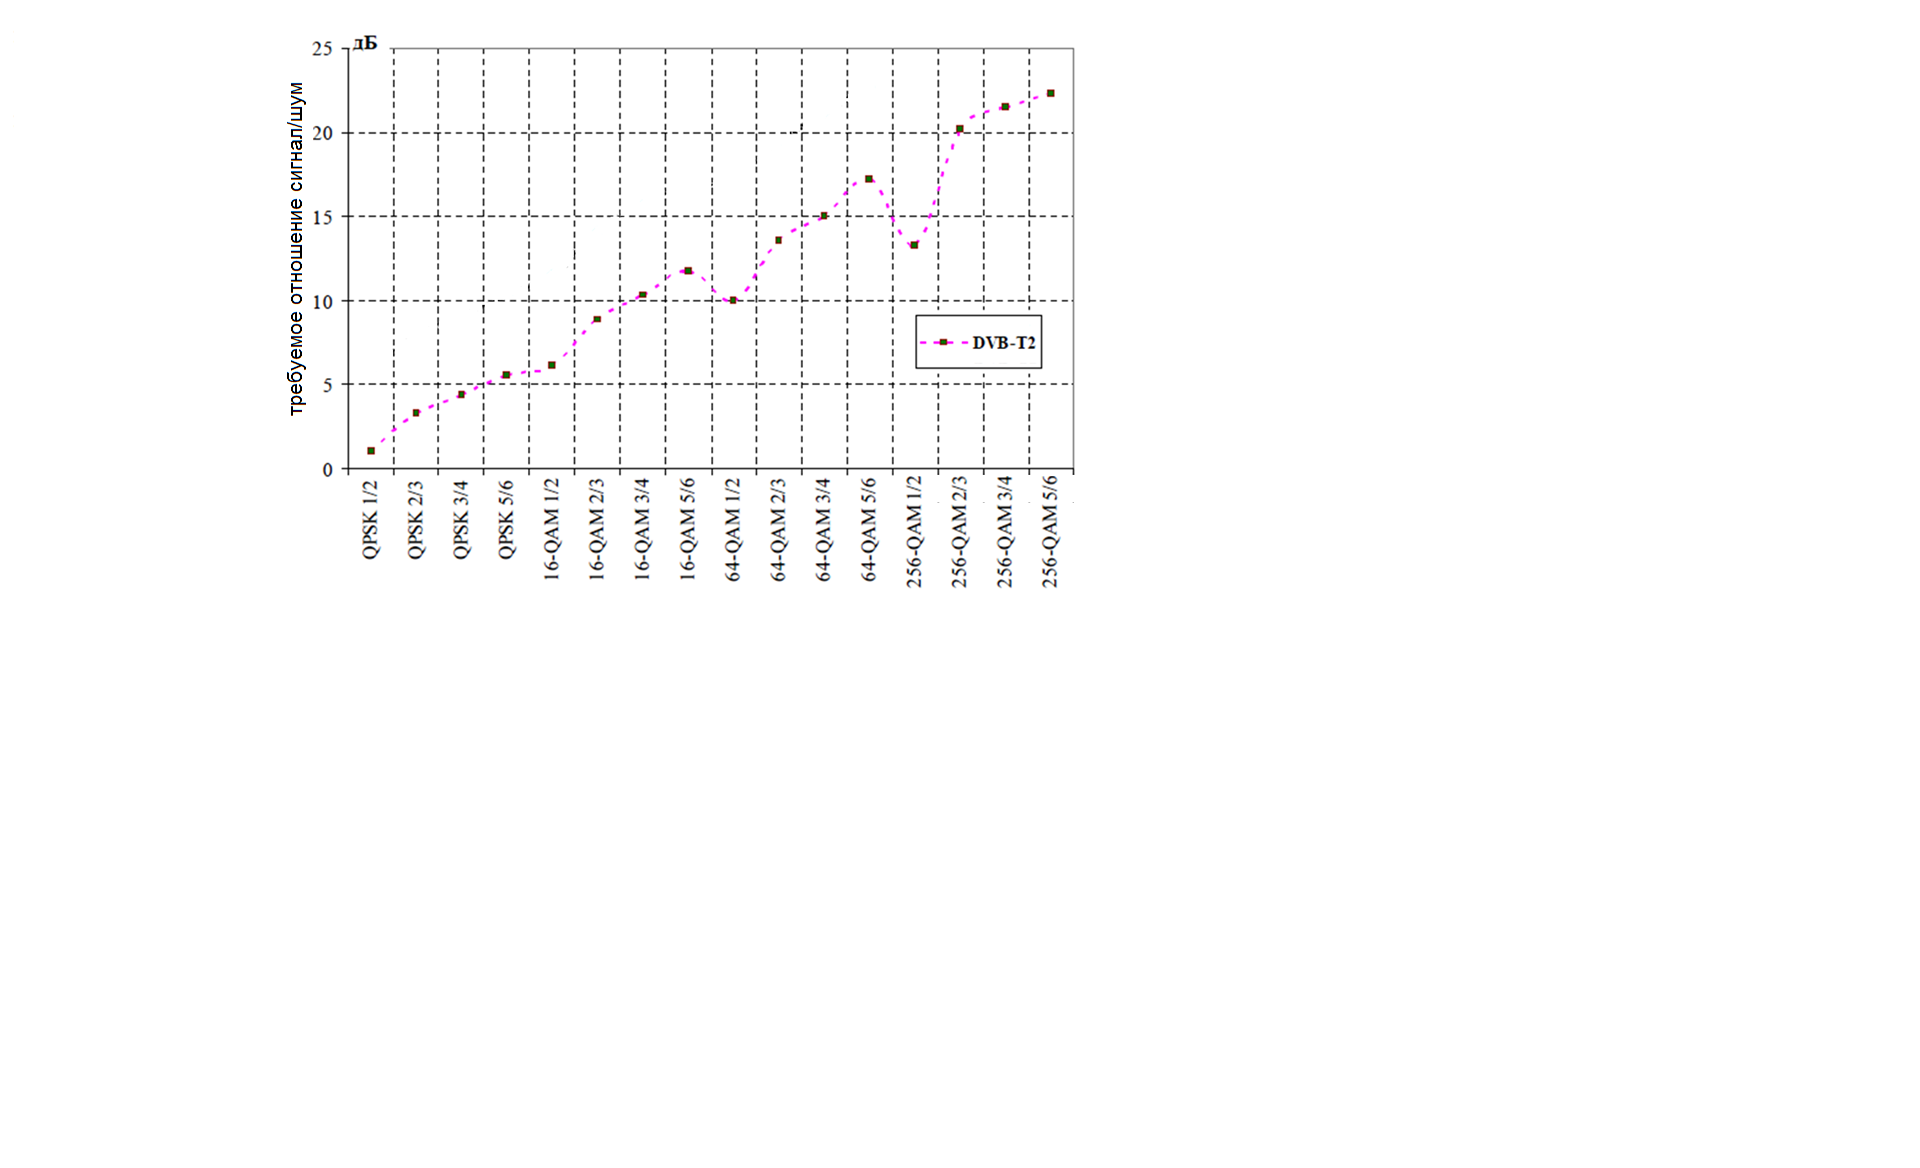 дБ
25
20
15
10
5
0
требуемое отношение сигнал/шум
DVB-T2
QPSK 1/2
QPSK 2/3
QPSK 3/4
QPSK 5/6
16-QAM 1/2
16-QAM 2/3
16-QAM 3/4
16-QAM 5/6
64-QAM 1/2
64-QAM 2/3
64-QAM 3/4
64-QAM 5/6
256-QAM 1/2
256-QAM 2/3
256-QAM 3/4
256-QAM 5/6